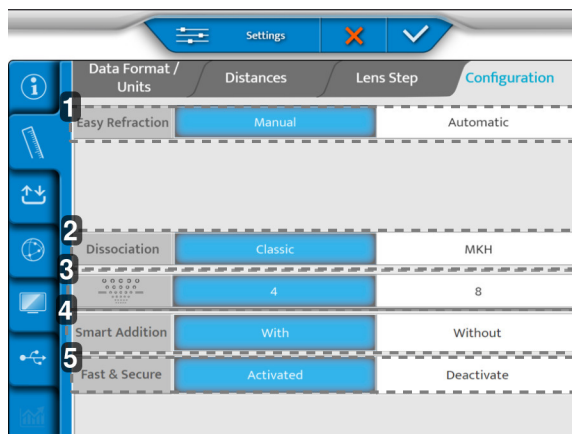 Settings
Data Format /
Units
Distances
Lens Step
Configuration
1
Easy Refraction
Manual
Automatic
2
Dissociation
Classic
MKH
3
4
8
4
Smart Addition
With
Without
5
Fast & Secure
Activated
Deactivate